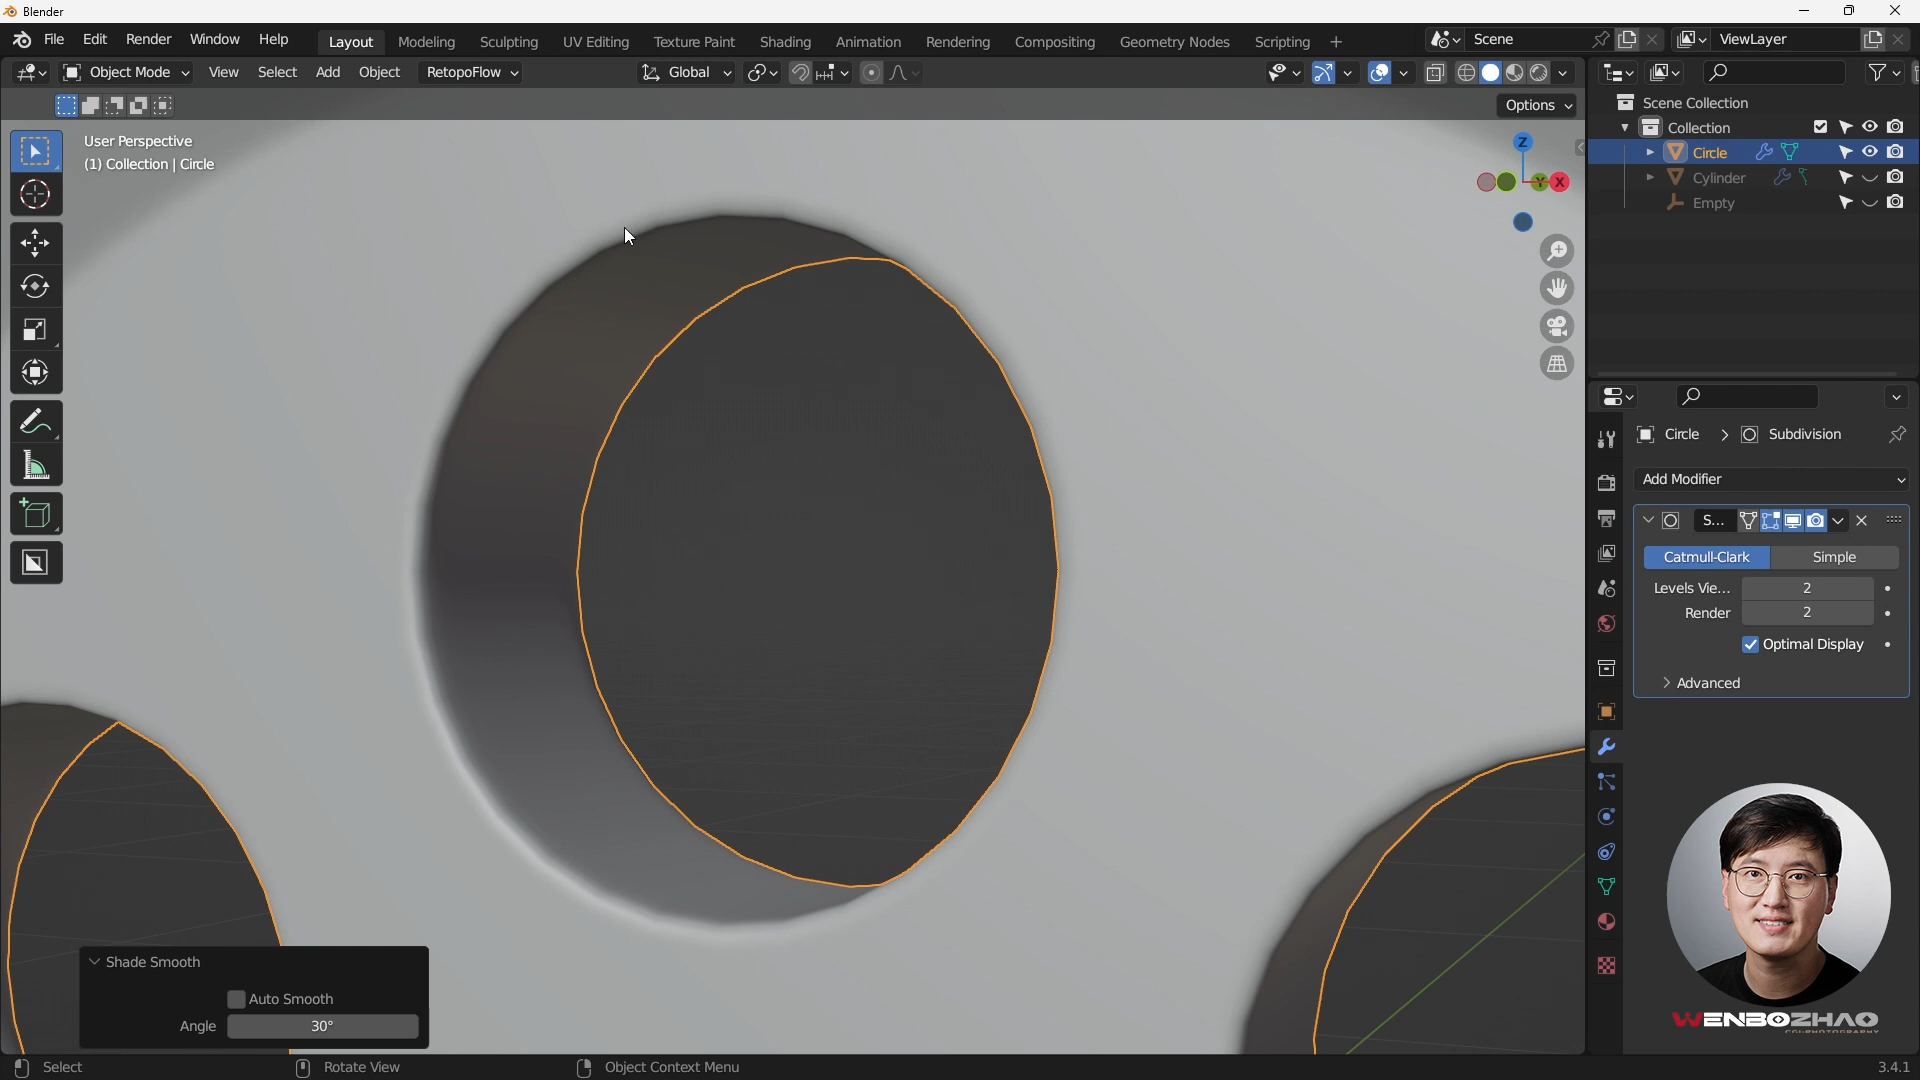 Blender
File Edit Render Window Help Layout Modeling Sculpting UV Editing Texture Paint Shading Animation Rendering Compositing Geometry Nodes Scripting + Scene ViewLayer
Object Mode View Select Add Object RetopoFlow Global
Options
User Perspective
(1) Collection | Circle
Z
Y X
Scene Collection
Collection
Circle
Cylinder
Empty
Circle > Subdivision
Add Modifier
S...
Catmull-Clark Simple
Levels Vie... 2
Render 2
Optimal Display
Advanced
Shade Smooth
Auto Smooth
Angle 30°
WENBOZHAO
Select Rotate View Object Context Menu 3.4.1